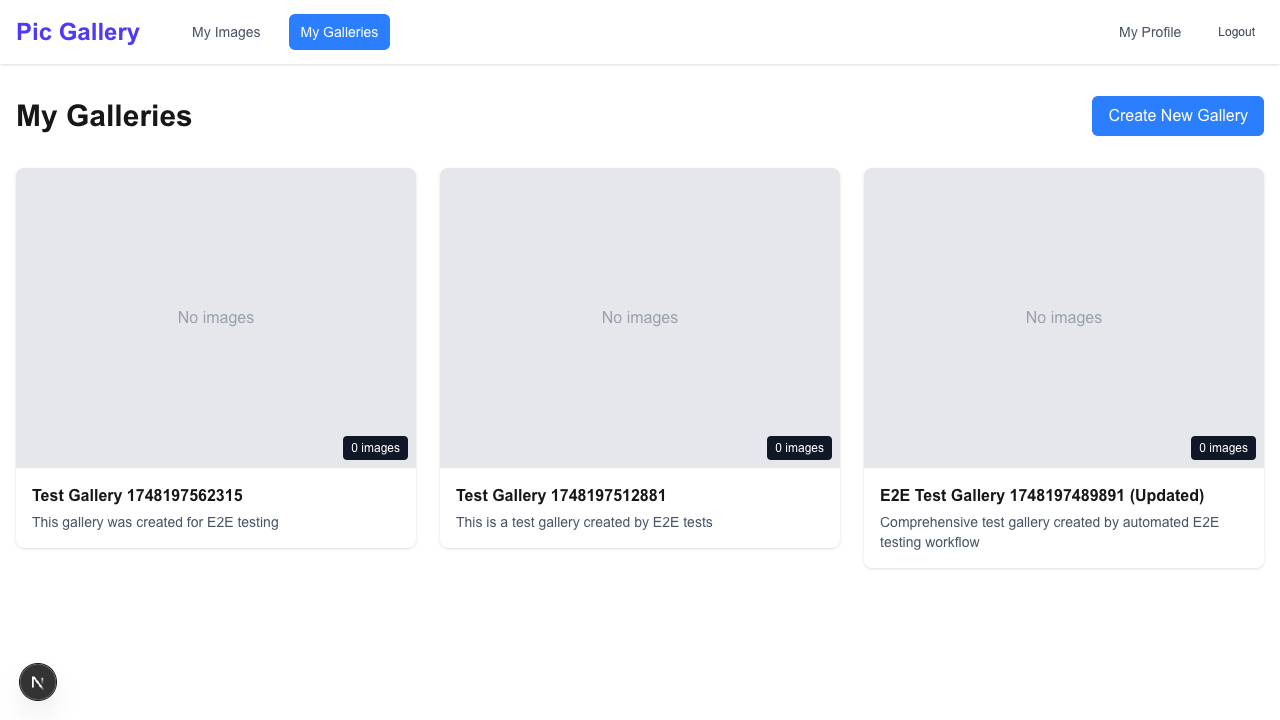 Pic Gallery
My Images
My Galleries
My Profile
Logout
My Galleries
Create New Gallery
No images
0 images
Test Gallery 1748197562315
This gallery was created for E2E testing
No images
0 images
Test Gallery 1748197512881
This is a test gallery created by E2E tests
No images
0 images
E2E Test Gallery 1748197489891 (Updated)
Comprehensive test gallery created by automated E2E
testing workflow
N